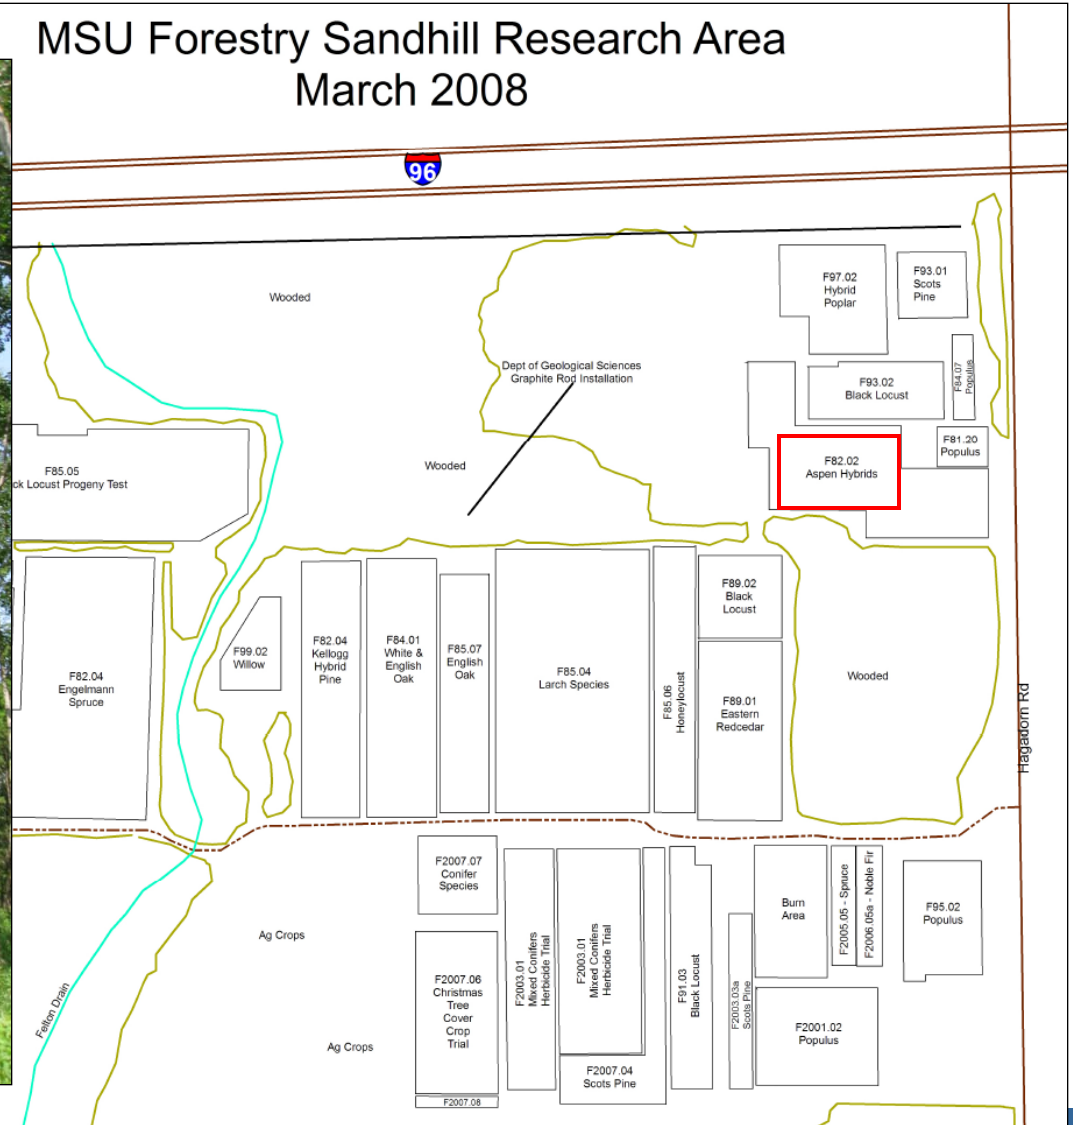 MSU Forestry Sandhill Research Area
March 2008
96
Wooded
F97.02
Hybrid
Poplar
F93.01
Scots
Pine
Dept of Geological Sciences
Graphite Rod Installation
F93.02
Black Locust
F84.07
Populus
F81.20
Populus
Wooded
F82.02
Aspen Hybrids
F85.05
ck Locust Progeny Test
F82.04
Engelmann
Spruce
F99.02
Willow
F82.04
Kellogg
Hybrid
Pine
F84.01
White &
English
Oak
F85.07
English
Oak
F85.04
Larch Species
F85.06
Honeylocust
F89.02
Black
Locust
F89.01
Eastern
Redcedar
Wooded
Hagadorn Rd
F2007.07
Conifer
Species
Ag Crops
F2007.06
Christmas
Tree
Cover
Crop
Trial
F2007.08
F2003.01
Mixed Conifers
Herbicide Trial
F2003.01
Mixed Conifers
Herbicide Trial
F2007.04
Scots Pine
F91.03
Black Locust
F2003.03a
Scots Pine
Burn
Area
F2005.05 - Spruce
F2006.05a - Noble Fir
F95.02
Populus
F2001.02
Populus
Felton Drain
Ag Crops